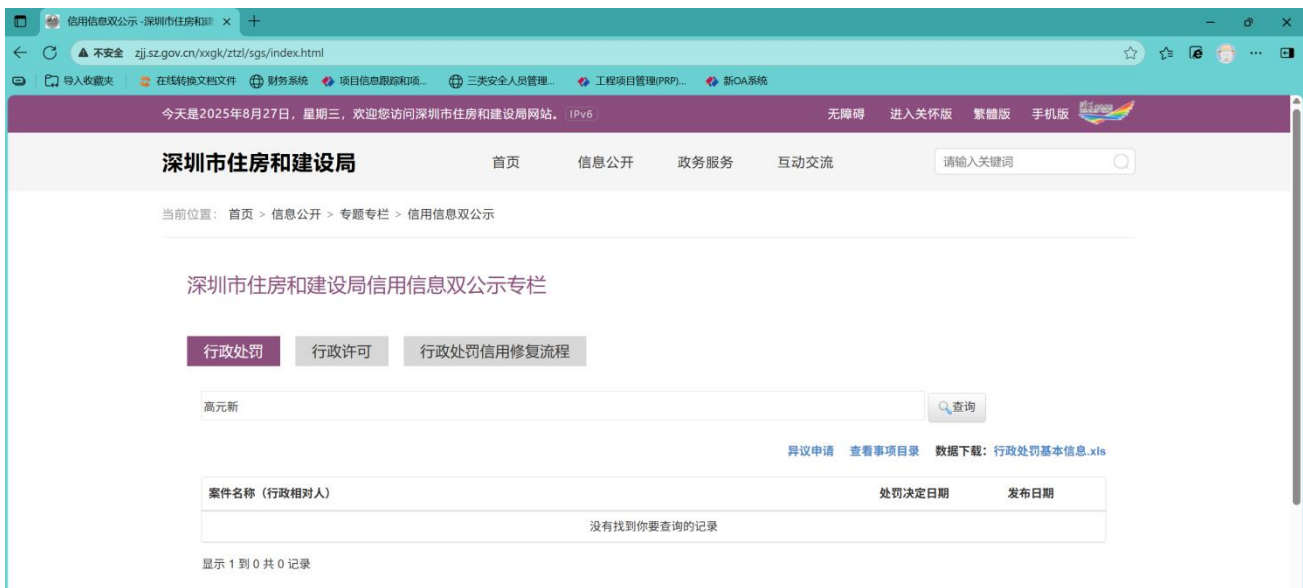 信用信息双公示 -深圳市住房和建
不安全 zjj.sz.gov.cn/xxgk/ztzl/sgs/index.html
导入收藏夹 在线转换文档文件 财务系统 项目信息跟踪和项... 三类安全人员管理... 工程项目管理(PRP)... 新OA系统
今天是2025年8月27日，星期三，欢迎您访问深圳市住房和建设局网站。 IPv6 无障碍 进入关怀版 繁體版 手机版
深圳市住房和建设局 首页 信息公开 政务服务 互动交流 请输入关键词
当前位置： 首页 > 信息公开 > 专题专栏 > 信用信息双公示
深圳市住房和建设局信用信息双公示专栏
行政处罚 行政许可 行政处罚信用修复流程
高元新 查询
异议申请 查看事项目录 数据下载：行政处罚基本信息.xls
案件名称（行政相对人） 处罚决定日期 发布日期
没有找到你要查询的记录
显示 1 到 0 共 0 记录